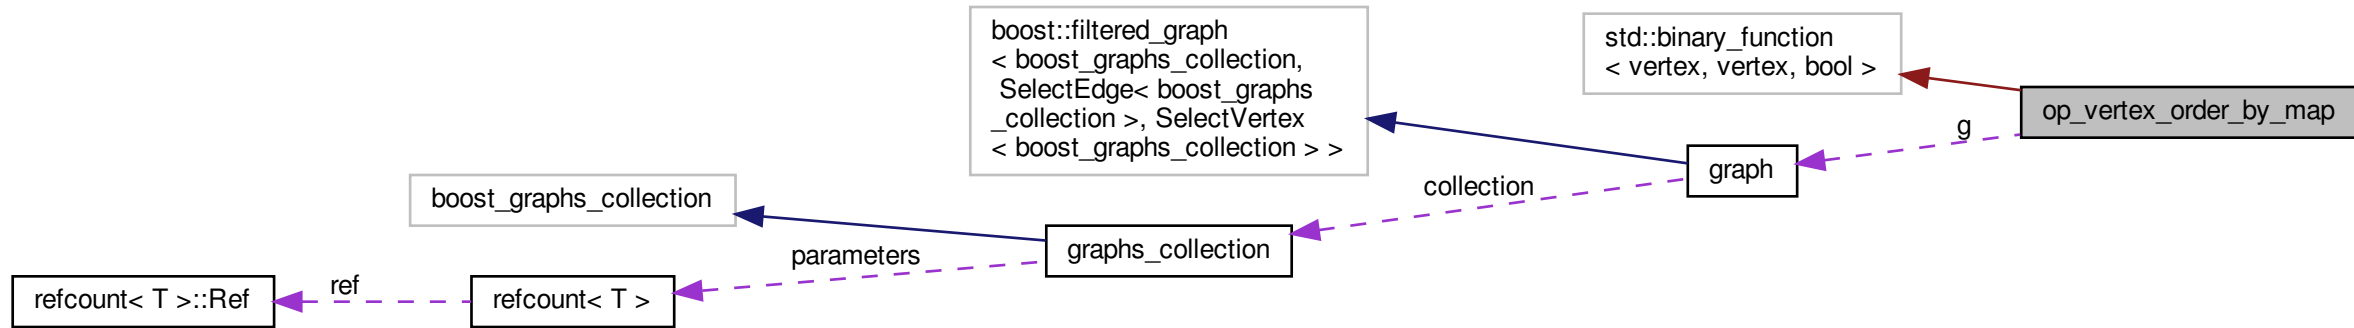 boost::filtered_graph
< boost_graphs_collection,
SelectEdge< boost_graphs
_collection >, SelectVertex
< boost_graphs_collection > >
std::binary_function
< vertex, vertex, bool >
op_vertex_order_by_map
g
graph
collection
boost_graphs_collection
graphs_collection
parameters
refcount< T >::Ref
ref
refcount< T >